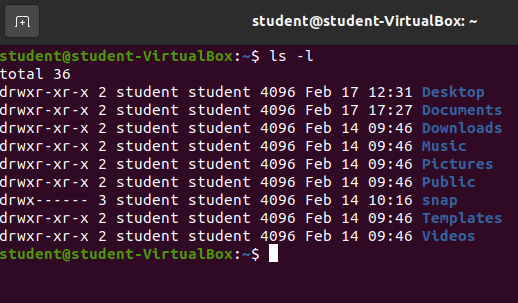 student@student-VirtualBox: ~
student@student-VirtualBox:~$ ls -l
total 36
drwxr-xr-x 2 student student 4096 Feb 17 12:31 Desktop
drwxr-xr-x 2 student student 4096 Feb 17 17:27 Documents
drwxr-xr-x 2 student student 4096 Feb 14 09:46 Downloads
drwxr-xr-x 2 student student 4096 Feb 14 09:46 Music
drwxr-xr-x 2 student student 4096 Feb 14 09:46 Pictures
drwxr-xr-x 2 student student 4096 Feb 14 09:46 Public
drwx------ 3 student student 4096 Feb 14 10:16 snap
drwxr-xr-x 2 student student 4096 Feb 14 09:46 Templates
drwxr-xr-x 2 student student 4096 Feb 14 09:46 Videos
student@student-VirtualBox:~$